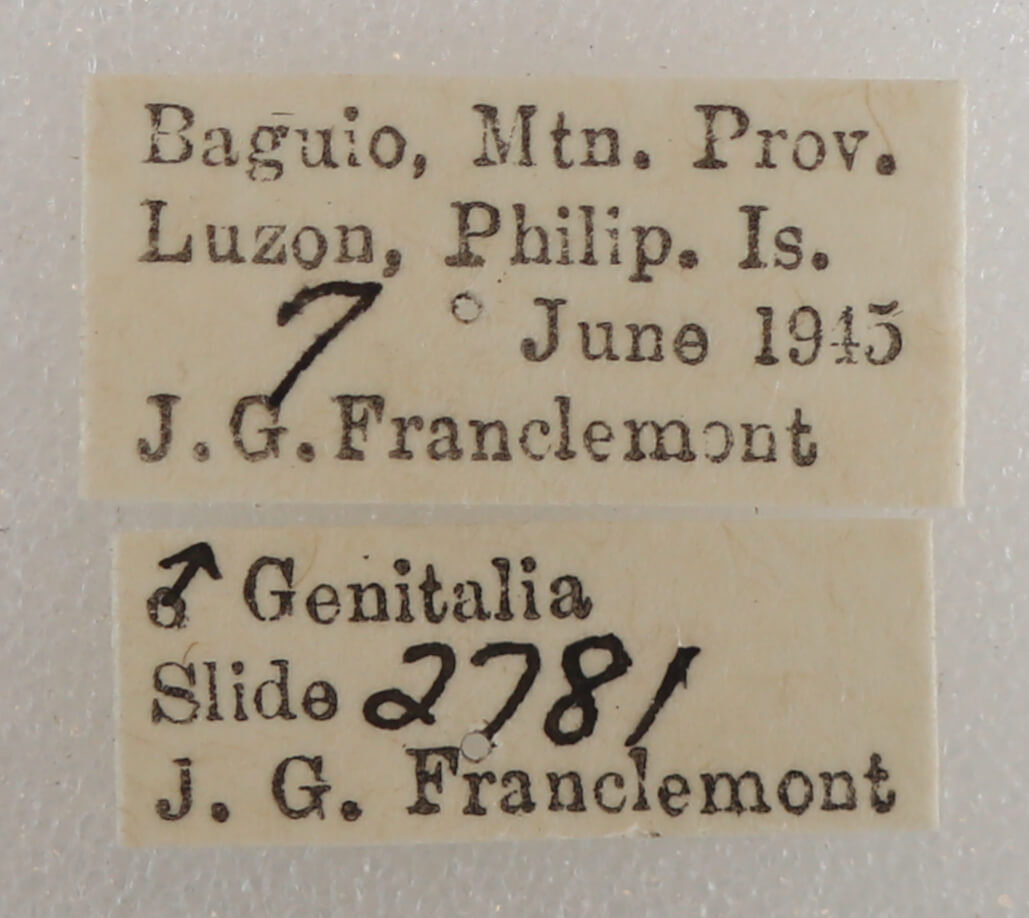 Baguio, Mtn. Prov.
Luzon, Philip. Is.
7 June 1945
J. G. Franclemont
♂ Genitalia
Slide 2781
J. G. Franclemont